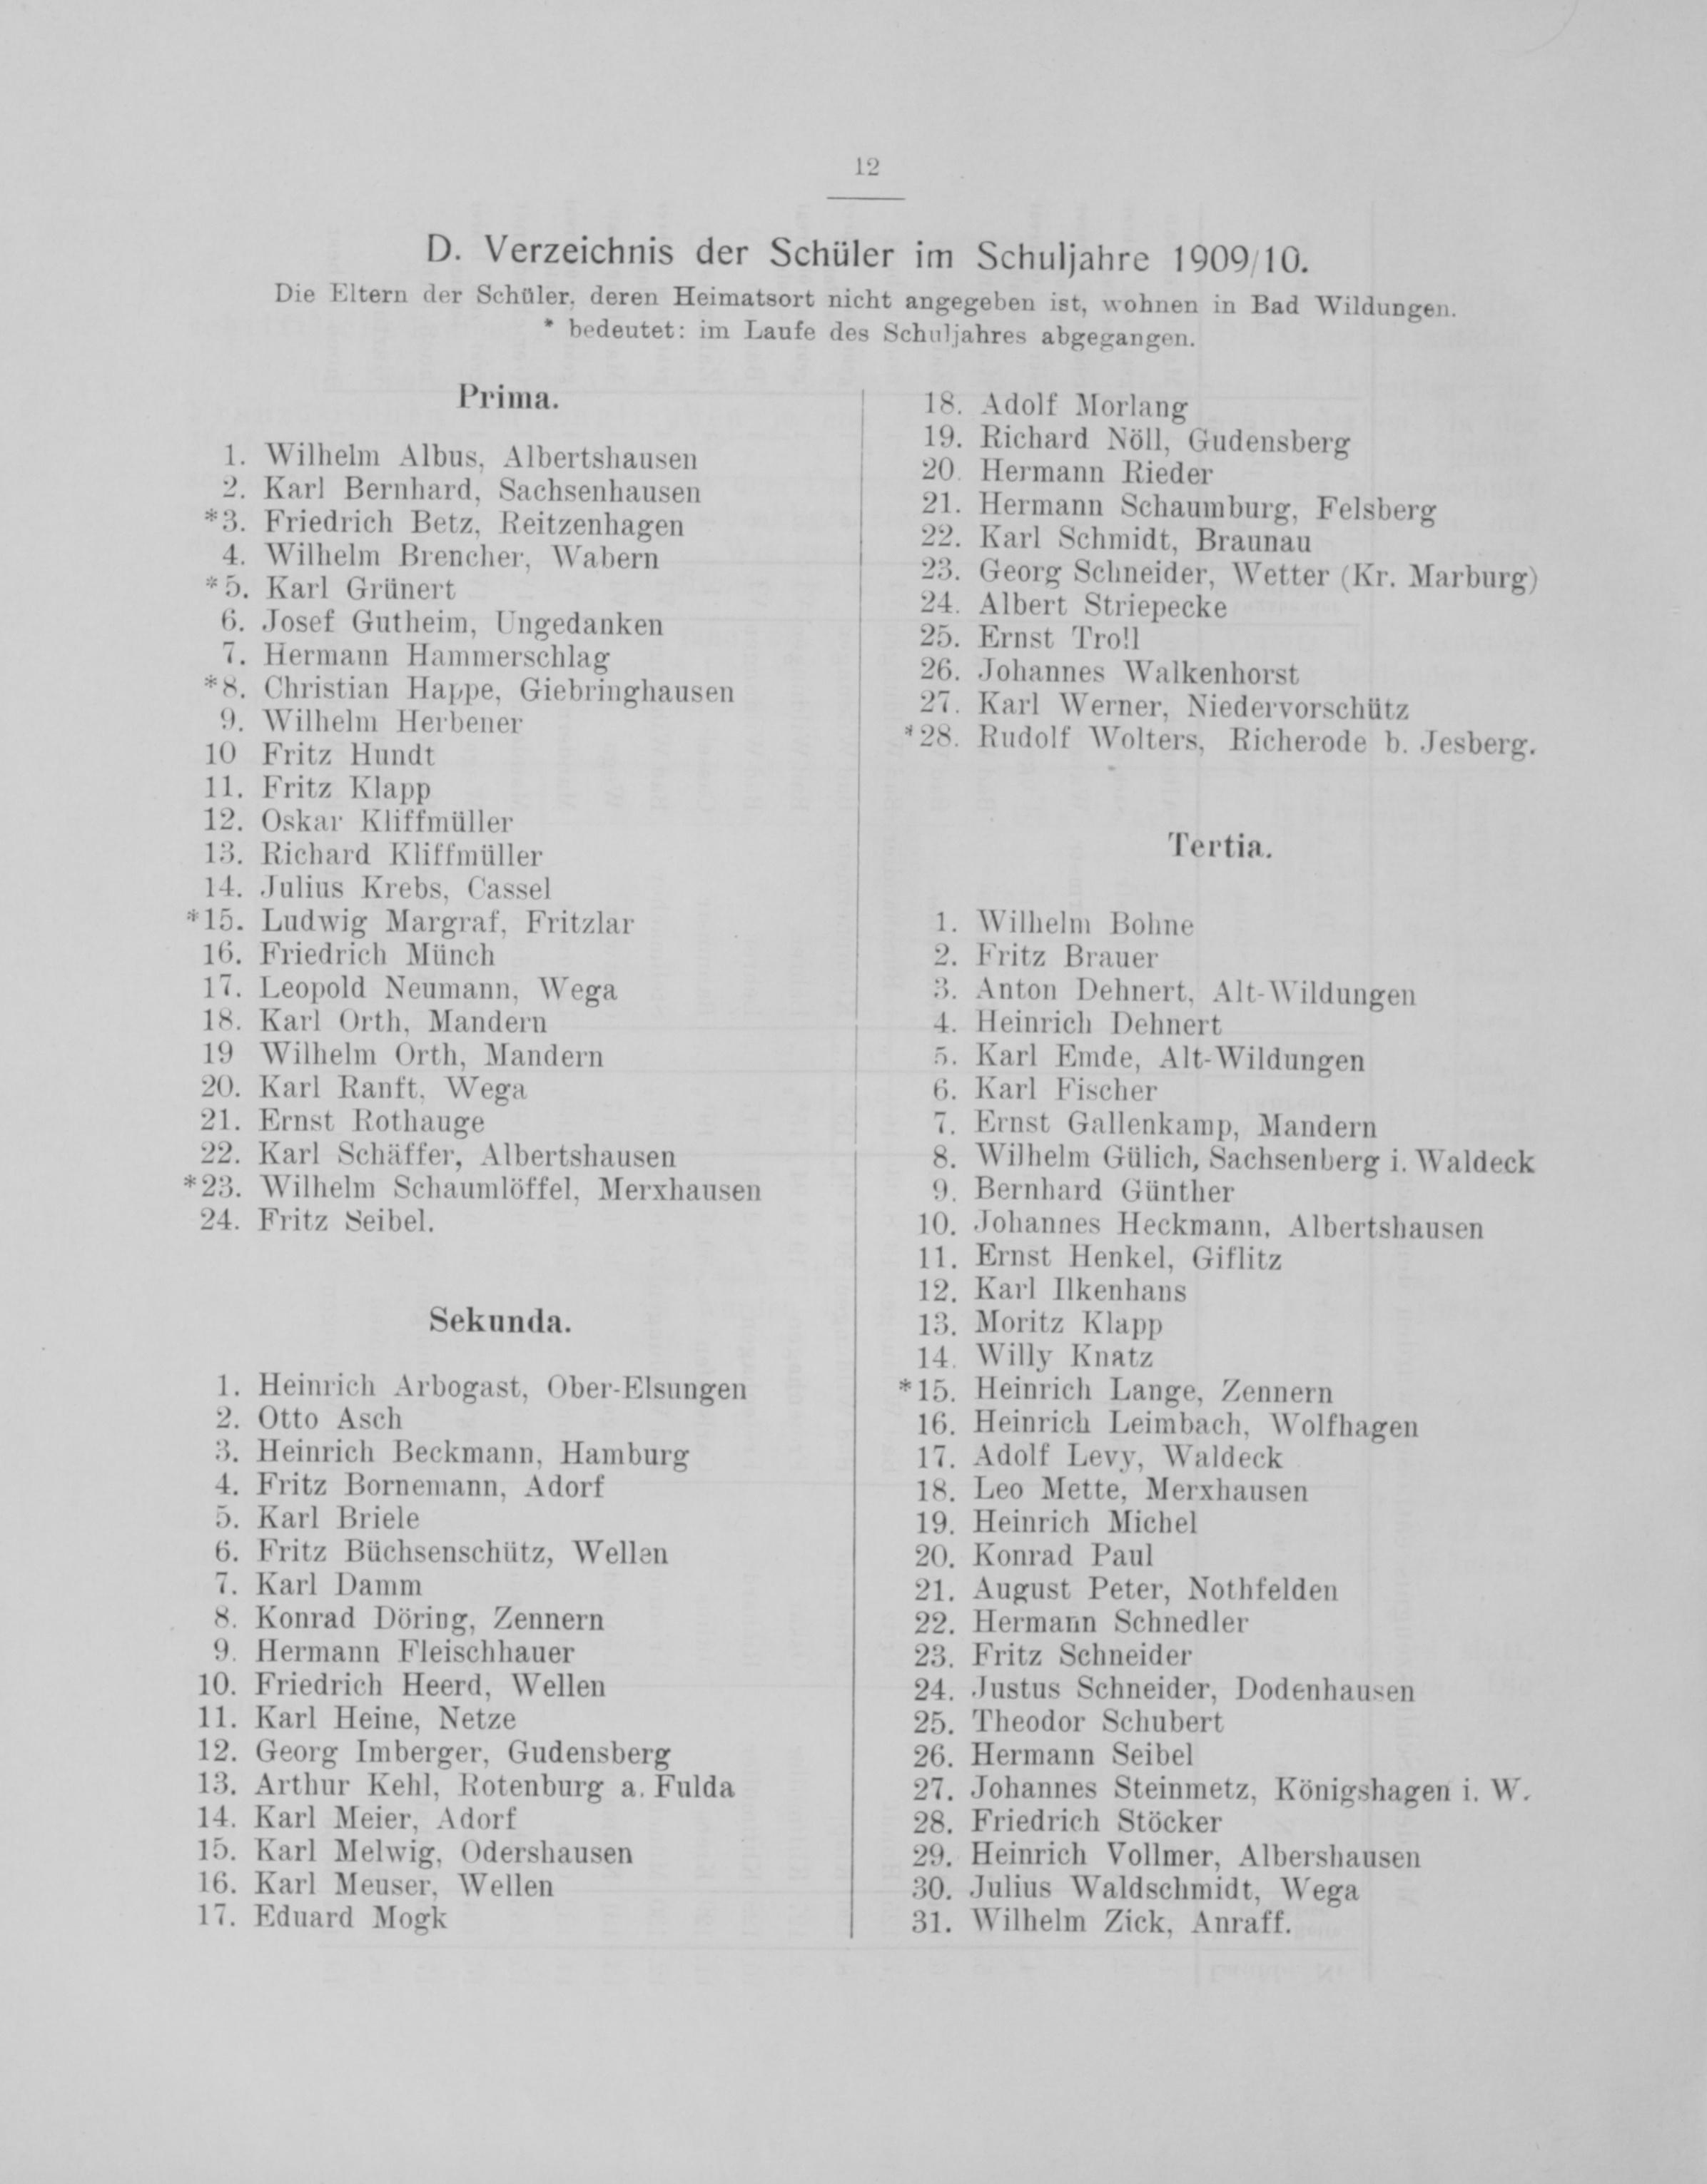 12
D. Verzeichnis der Schüler im Schuljahre 1909/10.
Die Eltern der Schüler, deren Heimatsort nicht angegeben ist, wohnen in Bad Wildungen.
* bedeutet: im Laufe des Schuljahres abgegangen.
Prima.
1. Wilhelm Albus, Albertshausen
2. Karl Bernhard, Sachsenhausen
*3. Friedrich Betz, Reitzenhagen
4. Wilhelm Brencher, Wabern
*5. Karl Grünert
6. Josef Gutheim, Ungedanken
7. Hermann Hammerschlag
*8. Christian Happe, Giebringhausen
9. Wilhelm Herbener
10 Fritz Hundt
11. Fritz Klapp
12. Oskar Kliffmüller
13. Richard Kliffmüller
14. Julius Krebs, Cassel
*15. Ludwig Margraf, Fritzlar
16. Friedrich Münch
17. Leopold Neumann, Wega
18. Karl Orth, Mandern
19 Wilhelm Orth, Mandern
20. Karl Ranft, Wega
21. Ernst Rothauge
22. Karl Schäffer, Albertshausen
*23. Wilhelm Schaumlöffel, Merxhausen
24. Fritz Seibel.
Sekunda.
1. Heinrich Arbogast, Ober-Elsungen
2. Otto Asch
3. Heinrich Beckmann, Hamburg
4. Fritz Bornemann, Adorf
5. Karl Briele
6. Fritz Büchsenschütz, Wellen
7. Karl Damm
8. Konrad Döring, Zennern
9. Hermann Fleischhauer
10. Friedrich Heerd, Wellen
11. Karl Heine, Netze
12. Georg Imberger, Gudensberg
13. Arthur Kehl, Rotenburg a. Fulda
14. Karl Meier, Adorf
15. Karl Melwig, Odershausen
16. Karl Meuser, Wellen
17. Eduard Mogk
18. Adolf Morlang
19. Richard Nöll, Gudensberg
20. Hermann Rieder
21. Hermann Schaumburg, Felsberg
22. Karl Schmidt, Braunau
23. Georg Schneider, Wetter (Kr. Marburg)
24. Albert Striepecke
25. Ernst Troll
26. Johannes Walkenhorst
27. Karl Werner, Niedervorschütz
*28. Rudolf Wolters, Richerode b. Jesberg.
Tertia.
1. Wilhelm Bohne
2. Fritz Brauer
3. Anton Dehnert, Alt-Wildungen
4. Heinrich Dehnert
5. Karl Emde, Alt-Wildungen
6. Karl Fischer
7. Ernst Gallenkamp, Mandern
8. Wilhelm Gülich, Sachsenberg i. Waldeck
9. Bernhard Günther
10. Johannes Heckmann, Albertshausen
11. Ernst Henkel, Giflitz
12. Karl Ilkenhans
13. Moritz Klapp
14. Willy Knatz
*15. Heinrich Lange, Zennern
16. Heinrich Leimbach, Wolfhagen
17. Adolf Levy, Waldeck
18. Leo Mette, Merxhausen
19. Heinrich Michel
20. Konrad Paul
21. August Peter, Nothfelden
22. Hermann Schnedler
23. Fritz Schneider
24. Justus Schneider, Dodenhausen
25. Theodor Schubert
26. Hermann Seibel
27. Johannes Steinmetz, Königshagen i. W.
28. Friedrich Stöcker
29. Heinrich Vollmer, Albershausen
30. Julius Waldschmidt, Wega
31. Wilhelm Zick, Anraff.